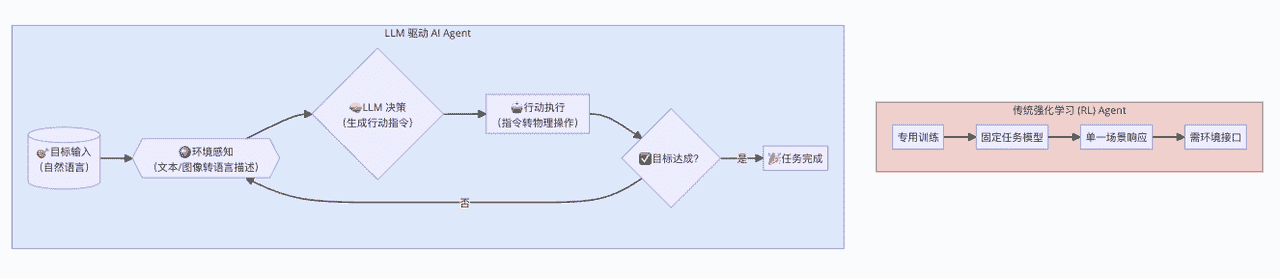 LLM 驱动 AI Agent
🎯目标输入
(自然语言)
🌍环境感知
(文本/图像转语言描述)
🧠LLM 决策
(生成行动指令)
🤖行动执行
(指令转物理操作)
✅目标达成?
是
🎉任务完成
否
传统强化学习 (RL) Agent
专用训练
固定任务模型
单一场景响应
需环境接口